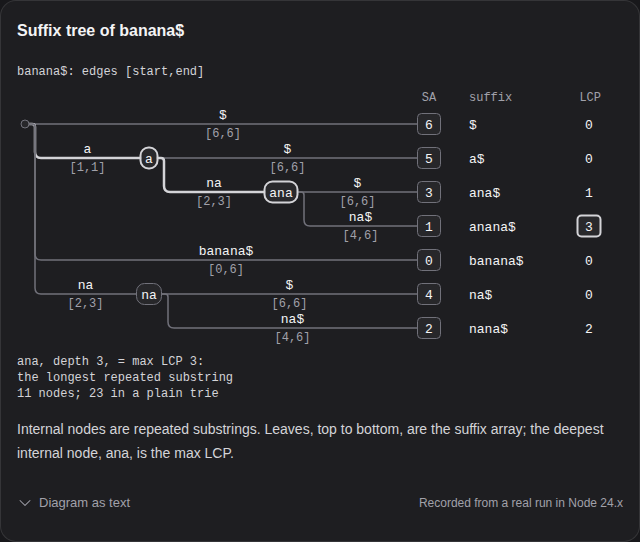 Suffix tree of banana$
banana$: edges [start,end]
SA suffix LCP
$
[6,6]
6 $ 0
a
[1,1]
a
$
[6,6]
5 a$ 0
na
[2,3]
ana
$
[6,6]
3 ana$ 1
na$
[4,6]
1 anana$ 3
banana$
[0,6]
0 banana$ 0
na
[2,3]
na
$
[6,6]
4 na$ 0
na$
[4,6]
2 nana$ 2
ana, depth 3, = max LCP 3:
the longest repeated substring
11 nodes; 23 in a plain trie
Internal nodes are repeated substrings. Leaves, top to bottom, are the suffix array; the deepest
internal node, ana, is the max LCP.
Diagram as text
Recorded from a real run in Node 24.x